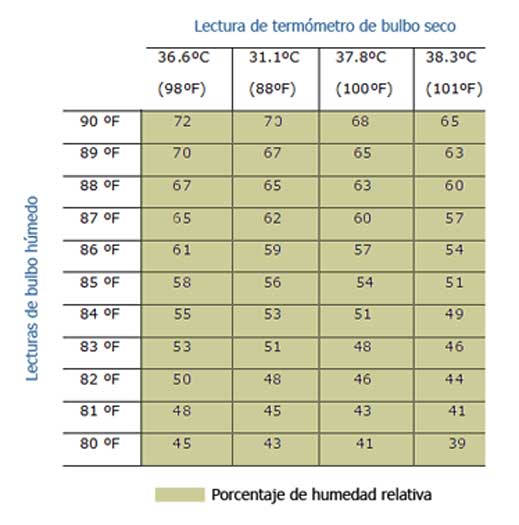 Lectura de termómetro de bulbo seco
36.6ºC 31.1ºC 37.8ºC 38.3ºC
(98ºF) (88ºF) (100ºF) (101ºF)
Lecturas de bulbo húmedo
90 ºF 72 70 68 65
89 ºF 70 67 65 63
88 ºF 67 65 63 60
87 ºF 65 62 60 57
86 ºF 61 59 57 54
85 ºF 58 56 54 51
84 ºF 55 53 51 49
83 ºF 53 51 48 46
82 ºF 50 48 46 44
81 ºF 48 45 43 41
80 ºF 45 43 41 39
Porcentaje de humedad relativa